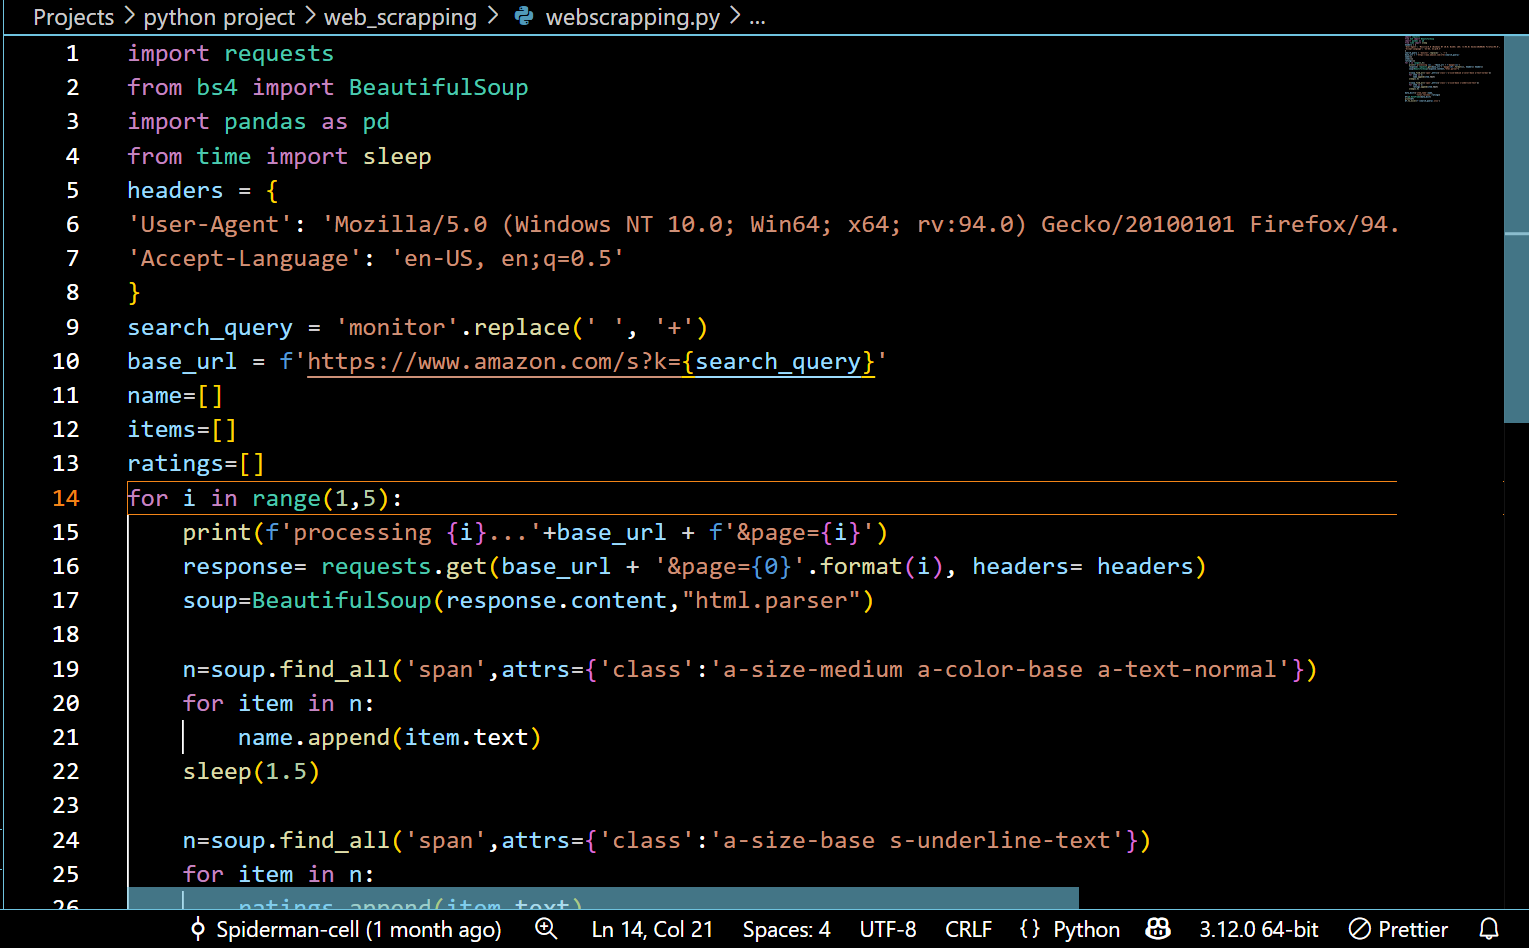 Projects > python project > web_scrapping > webscrapping.py > ...
1 import requests
2 from bs4 import BeautifulSoup
3 import pandas as pd
4 from time import sleep
5 headers = {
6 'User-Agent': 'Mozilla/5.0 (Windows NT 10.0; Win64; x64; rv:94.0) Gecko/20100101 Firefox/94.
7 'Accept-Language': 'en-US, en;q=0.5'
8 }
9 search_query = 'monitor'.replace(' ', '+')
10 base_url = f'https://www.amazon.com/s?k={search_query}'
11 name=[]
12 items=[]
13 ratings=[]
14 for i in range(1,5):
15     print(f'processing {i}...'+base_url + f'&page={i}')
16     response= requests.get(base_url + '&page={0}'.format(i), headers= headers)
17     soup=BeautifulSoup(response.content,"html.parser")
18
19     n=soup.find_all('span',attrs={'class':'a-size-medium a-color-base a-text-normal'})
20     for item in n:
21         name.append(item.text)
22     sleep(1.5)
23
24     n=soup.find_all('span',attrs={'class':'a-size-base s-underline-text'})
25     for item in n:
26         ratings.append(item.text)
Spiderman-cell (1 month ago) Ln 14, Col 21 Spaces: 4 UTF-8 CRLF {} Python 3.12.0 64-bit Prettier